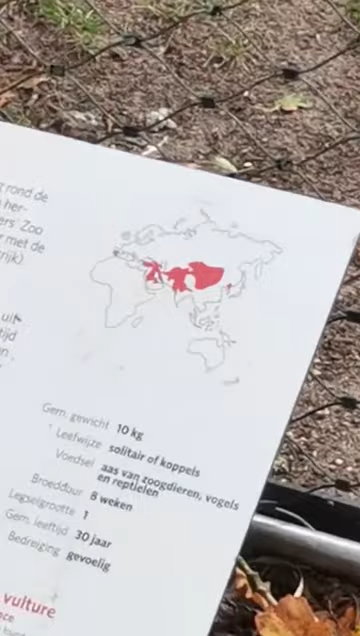 rond de
her-
ers' Zoo
met de
rijk)
uit-
tijd
Gem. gewicht 10 kg
Leefwijze solitair of koppels
Voedsel aas van zoogdieren, vogels
en reptielen
Broedduur 8 weken
Legselgrootte 1
Gem. leeftijd 30 jaar
Bedreiging gevoelig
vulture